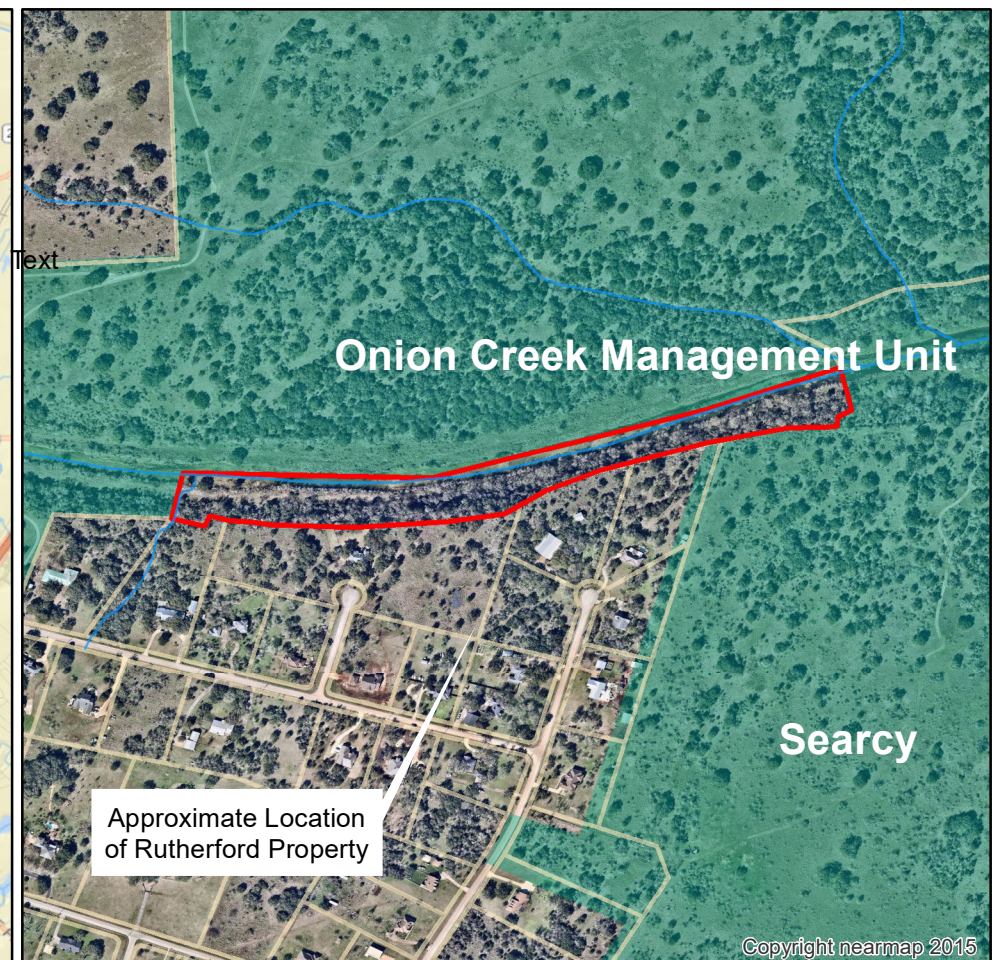 Text
Onion Creek Management Unit
Searcy
Approximate Location
of Rutherford Property
Copyright nearmap 2015